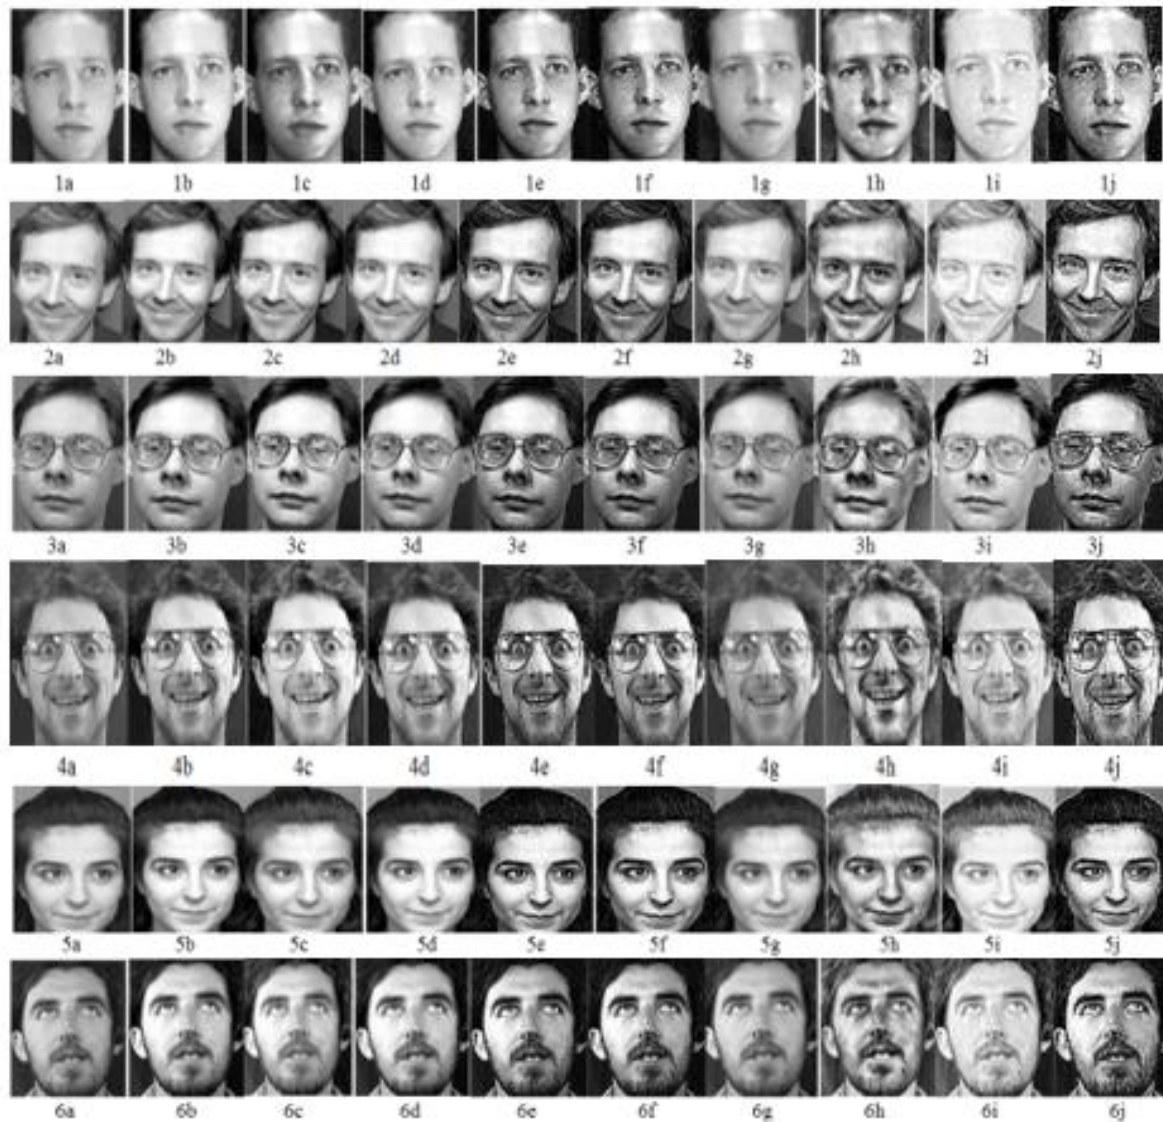 1a 1b 1c 1d 1e 1f 1g 1h 1i 1j
2a 2b 2c 2d 2e 2f 2g 2h 2i 2j
3a 3b 3c 3d 3e 3f 3g 3h 3i 3j
4a 4b 4c 4d 4e 4f 4g 4h 4i 4j
5a 5b 5c 5d 5e 5f 5g 5h 5i 5j
6a 6b 6c 6d 6e 6f 6g 6h 6i 6j